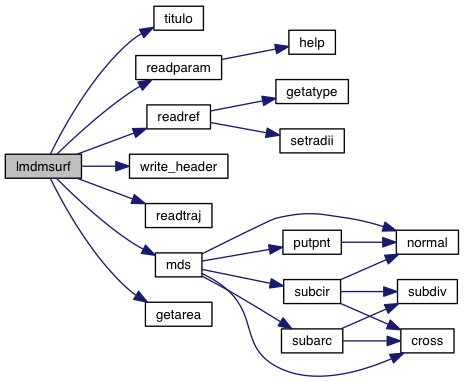 titulo
help
readparam
getatype
readref
setradii
lmdmsurf
write_header
readtraj
putpnt
normal
mds
subcir
subdiv
getarea
subarc
cross